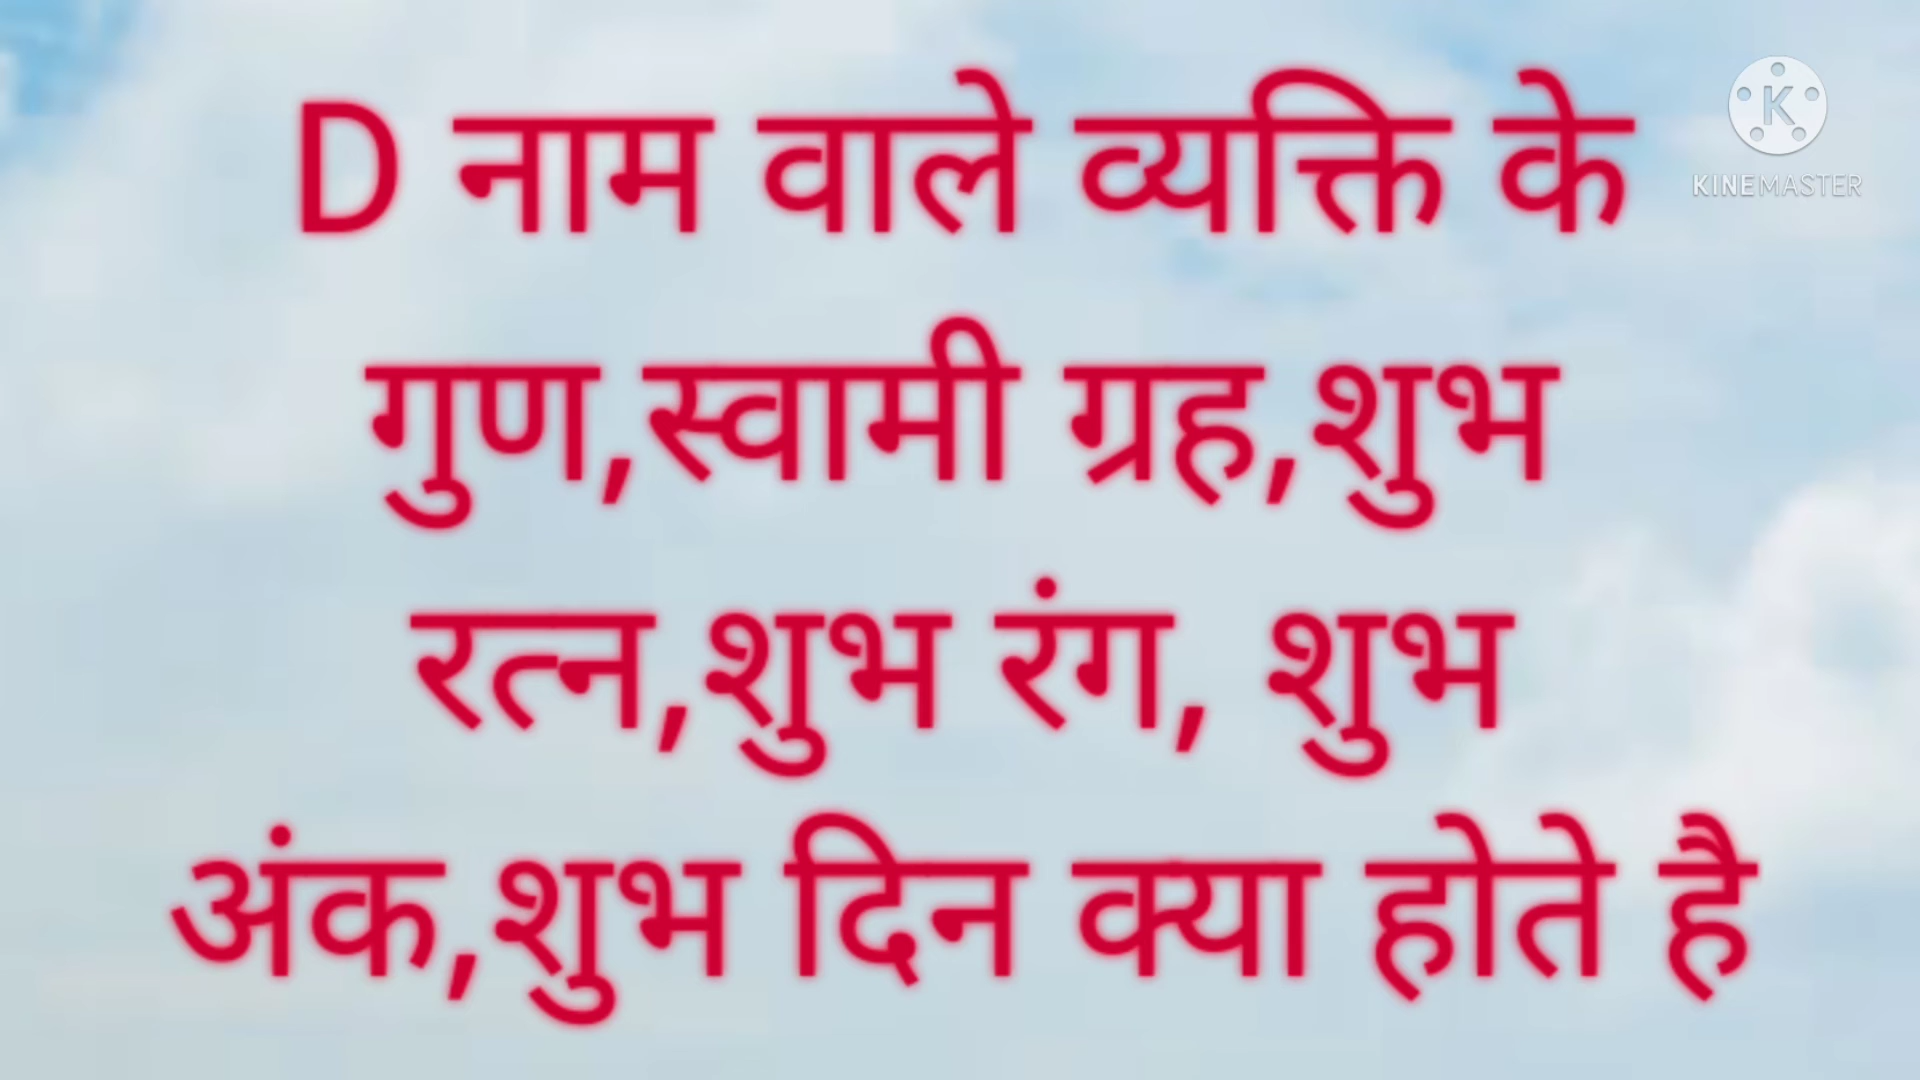 D नाम वाले व्यक्ति के
गुण,स्वामी ग्रह,शुभ
रत्न,शुभ रंग, शुभ
अंक,शुभ दिन क्या होते है
K
KINEMASTER